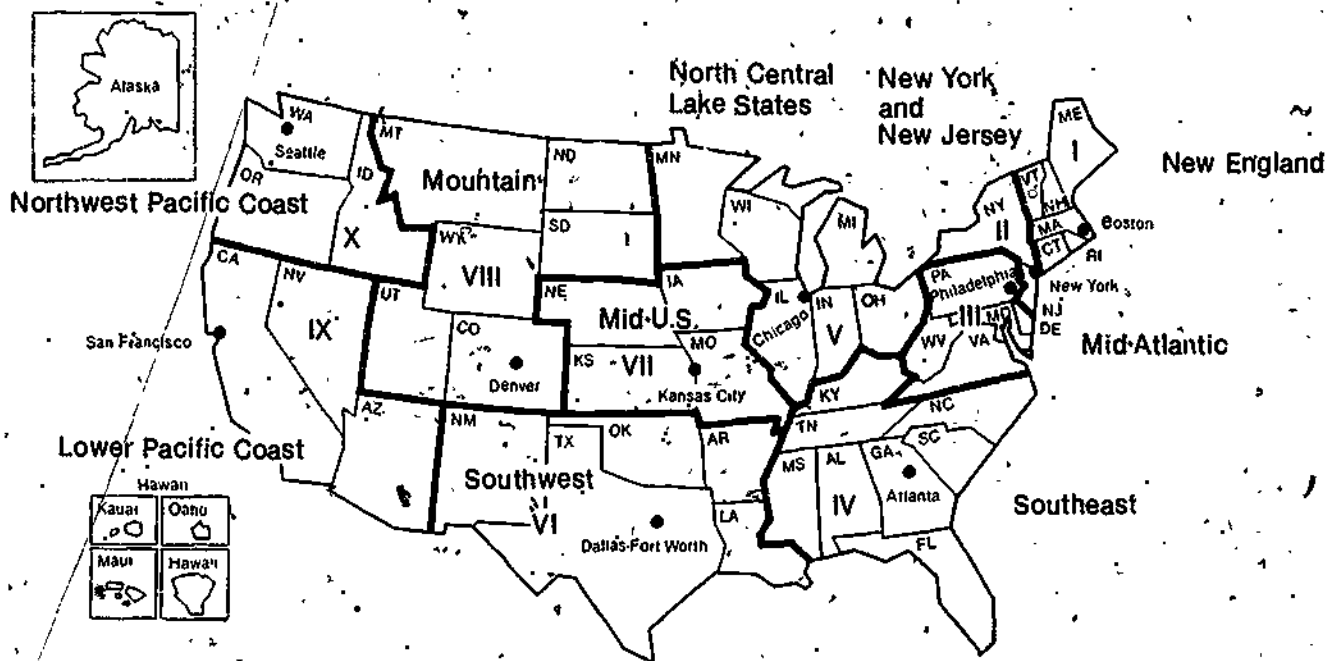 Alaska
Northwest Pacific Coast
North Central
Lake States
New York
and
New Jersey
New England
WA
Seattle
OR
ID
X
MT
Mountain
ND
SD
WY
VIII
MN
WI
MI
ME
I
VT
NH
NY
II
MA
Boston
CT
RI
New York
CA
NV
IX
UT
San Francisco
CO
Denver
NE
IA
Mid-U.S.
KS
VII
MO
Kansas City
IL
Chicago
IN
V
OH
PA
Philadelphia
III
MD
WV
VA
NJ
DE
Mid-Atlantic
KY
TN
NC
SC
AZ
NM
TX
OK
AR
Southwest
VI
Dallas-Fort Worth
LA
MS
AL
IV
GA
Atlanta
FL
Southeast
Lower Pacific Coast
Hawaii
Kauai
Oahu
Maui
Hawaii